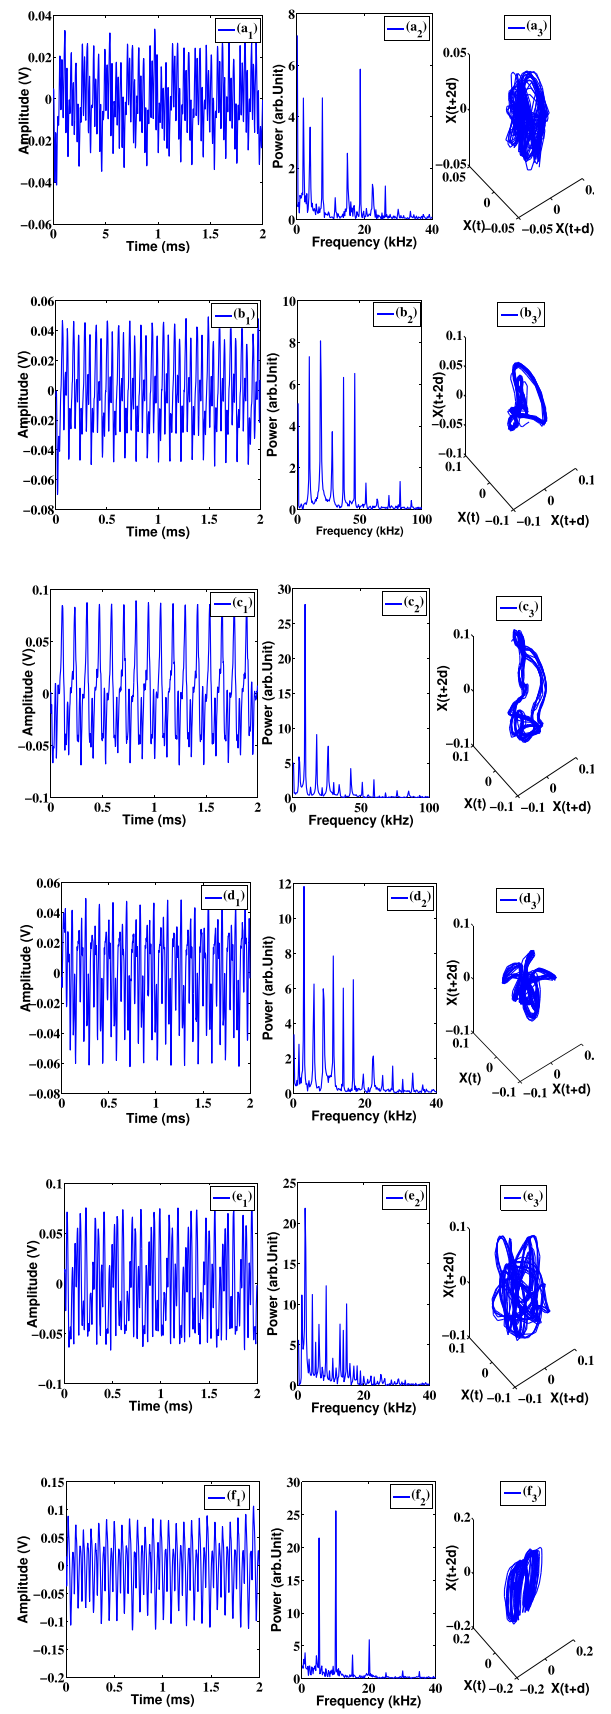 (a1)
0.04
0.02
0
−0.02
−0.04
−0.06
Amplitude (V)
0 0.5 1 1.5 2
Time (ms)
(a2)
8
6
4
2
0
Power (arb.Unit)
0 20 40
Frequency (kHz)
(a3)
0.05
0
−0.05
X(t+2d)
0.05
0
X(t) −0.05 −0.05 X(t+d)
0
0.
(b1)
0.06
0.04
0.02
0
−0.02
−0.04
−0.06
−0.08
Amplitude (V)
0 0.5 1 1.5 2
Time (ms)
(b2)
10
8
6
4
2
0
Power (arb.Unit)
0 20 40 60 80 100
Frequency (kHz)
(b3)
0.1
0.05
0
−0.05
−0.1
X(t+2d)
0.1
0
X(t) −0.1 −0.1 X(t+d)
0
0.1
(c1)
0.1
0.05
0
−0.05
−0.1
Amplitude (V)
0 0.5 1 1.5 2
Time (ms)
(c2)
30
25
20
15
10
5
0
Power (arb.Unit)
0 50 100
Frequency (kHz)
(c3)
0.1
0
−0.1
X(t+2d)
0.1
0
X(t) −0.1 −0.1 X(t+d)
0
0.1
(d1)
0.06
0.04
0.02
0
−0.02
−0.04
−0.06
−0.08
Amplitude (V)
0 0.5 1 1.5 2
Time (ms)
(d2)
12
10
8
6
4
2
0
Power (arb.Unit)
0 20 40
Frequency (kHz)
(d3)
0.1
0
−0.1
X(t+2d)
0.1
0
X(t) −0.1 −0.1 X(t+d)
0
0.
(e1)
0.1
0.05
0
−0.05
−0.1
Amplitude (V)
0 0.5 1 1.5 2
Time (ms)
(e2)
25
20
15
10
5
0
Power (arb.Unit)
0 20 40
Frequency (kHz)
(e3)
0.1
0
−0.1
X(t+2d)
0.1
0
X(t) −0.1 −0.1 X(t+d)
0
0.1
(f1)
0.15
0.1
0.05
0
−0.05
−0.1
−0.15
−0.2
Amplitude (V)
0 0.5 1 1.5 2
Time (ms)
(f2)
30
25
20
15
10
5
0
Power (arb.Unit)
0 10 20 30 40
Frequency (kHz)
(f3)
0.2
0
−0.2
X(t+2d)
0.2
0
X(t) −0.2 −0.2 X(t+d)
0
0.2